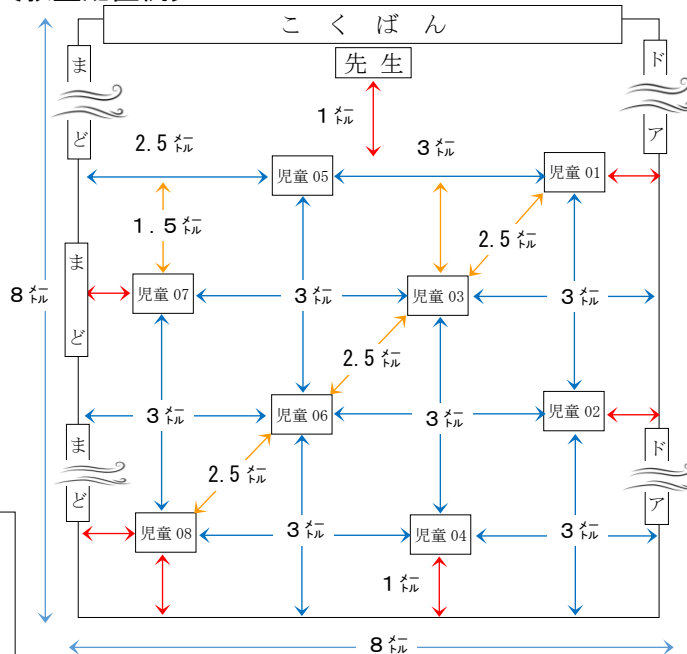 こくばん
先生
まど
ド ア
1 メートル
2.5 メートル
3 メートル
児童 05
児童 01
1.5 メートル
2.5 メートル
まど
児童 07
3 メートル
児童 03
3 メートル
8 メートル
2.5 メートル
3 メートル
児童 06
3 メートル
児童 02
まど
ド ア
2.5 メートル
児童 08
3 メートル
児童 04
3 メートル
1 メートル
8 メートル